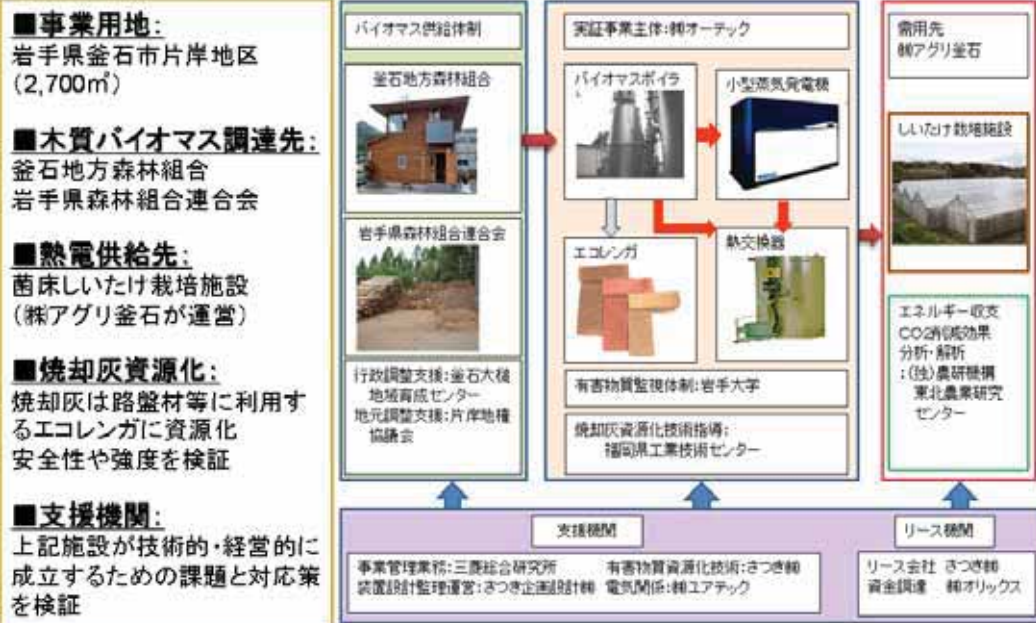 ■事業用地:
岩手県釜石市片岸地区
(2,700㎡)
■木質バイオマス調達先:
釜石地方森林組合
岩手県森林組合連合会
■熱電供給先:
菌床しいたけ栽培施設
(㈱アグリ釜石が運営)
■焼却灰資源化:
焼却灰は路盤材等に利用す
るエコレンガに資源化
安全性や強度を検証
■支援機関:
上記施設が技術的・経営的に
成立するための課題と対応策
を検証
バイオマス供給体制
釜石地方森林組合
岩手県森林組合連合会
行政調整支援:釜石大槌
地域育成センター
地元調整支援:片岸地権
協議会
実証事業主体:㈱オーテック
バイオマスボイラ
小型蒸気発電機
エコレンガ
熱交換器
有害物質監視体制:岩手大学
焼却灰資源化技術指導:
福岡県工業技術センター
需用先
㈱アグリ釜石
しいたけ栽培施設
エネルギー収支
CO2削減効果
分析・解析
:(独)農研機構
東北農業研究
センター
支援機関
事業管理業務:三菱総合研究所
装置設計監理運営:さつき企画設計㈱
有害物質資源化技術:さつき㈱
電気関係:㈱ユアテック
リース機関
リース会社 さつき㈱
資金調達 ㈱オリックス